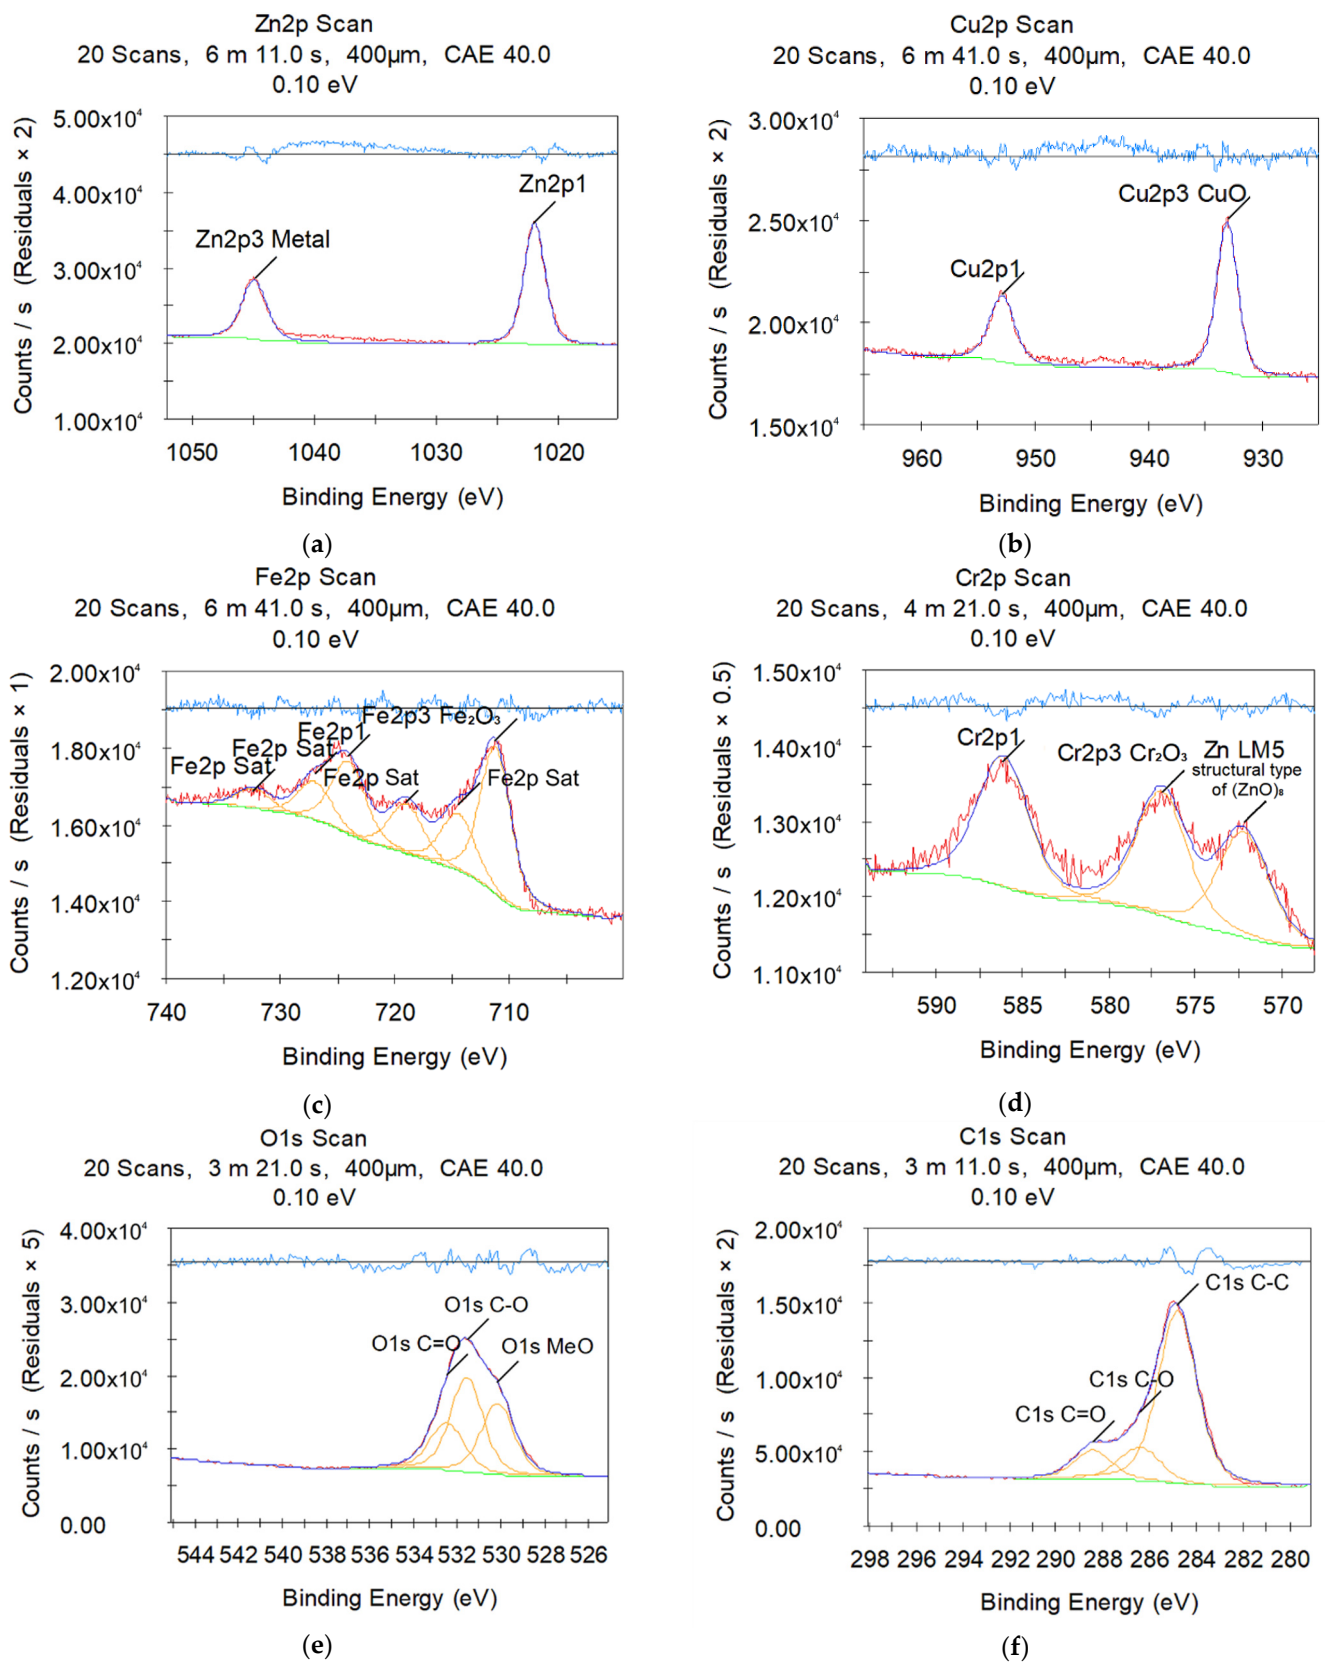 Zn2p Scan
20 Scans, 6 m 11.0 s, 400µm, CAE 40.0
0.10 eV
Counts / s (Residuals × 2)
5.00x10⁴
4.00x10⁴
3.00x10⁴
2.00x10⁴
1.00x10⁴
Zn2p3 Metal
Zn2p1
1050 1040 1030 1020
Binding Energy (eV)
(a)
Cu2p Scan
20 Scans, 6 m 41.0 s, 400µm, CAE 40.0
0.10 eV
Counts / s (Residuals × 2)
3.00x10⁴
2.50x10⁴
2.00x10⁴
1.50x10⁴
Cu2p1
Cu2p3 CuO
960 950 940 930
Binding Energy (eV)
(b)
Fe2p Scan
20 Scans, 6 m 41.0 s, 400µm, CAE 40.0
0.10 eV
Counts / s (Residuals × 1)
2.00x10⁴
1.80x10⁴
1.60x10⁴
1.40x10⁴
1.20x10⁴
Fe2p Sat
Fe2p Sat
Fe2p1
Fe2p Sat
Fe2p3 Fe₂O₃
Fe2p Sat
740 730 720 710
Binding Energy (eV)
(c)
Cr2p Scan
20 Scans, 4 m 21.0 s, 400µm, CAE 40.0
0.10 eV
Counts / s (Residuals × 0.5)
1.50x10⁴
1.40x10⁴
1.30x10⁴
1.20x10⁴
1.10x10⁴
Cr2p1
Cr2p3 Cr₂O₃
Zn LM5
structural type
of (ZnO)₈
590 585 580 575 570
Binding Energy (eV)
(d)
O1s Scan
20 Scans, 3 m 21.0 s, 400µm, CAE 40.0
0.10 eV
Counts / s (Residuals × 5)
4.00x10⁴
3.00x10⁴
2.00x10⁴
1.00x10⁴
0.00
O1s C-O
O1s C=O
O1s MeO
544 542 540 538 536 534 532 530 528 526
Binding Energy (eV)
(e)
C1s Scan
20 Scans, 3 m 11.0 s, 400µm, CAE 40.0
0.10 eV
Counts / s (Residuals × 2)
2.00x10⁴
1.50x10⁴
1.00x10⁴
5.00x10⁴
0.00
C1s C-C
C1s C-O
C1s C=O
298 296 294 292 290 288 286 284 282 280
Binding Energy (eV)
(f)